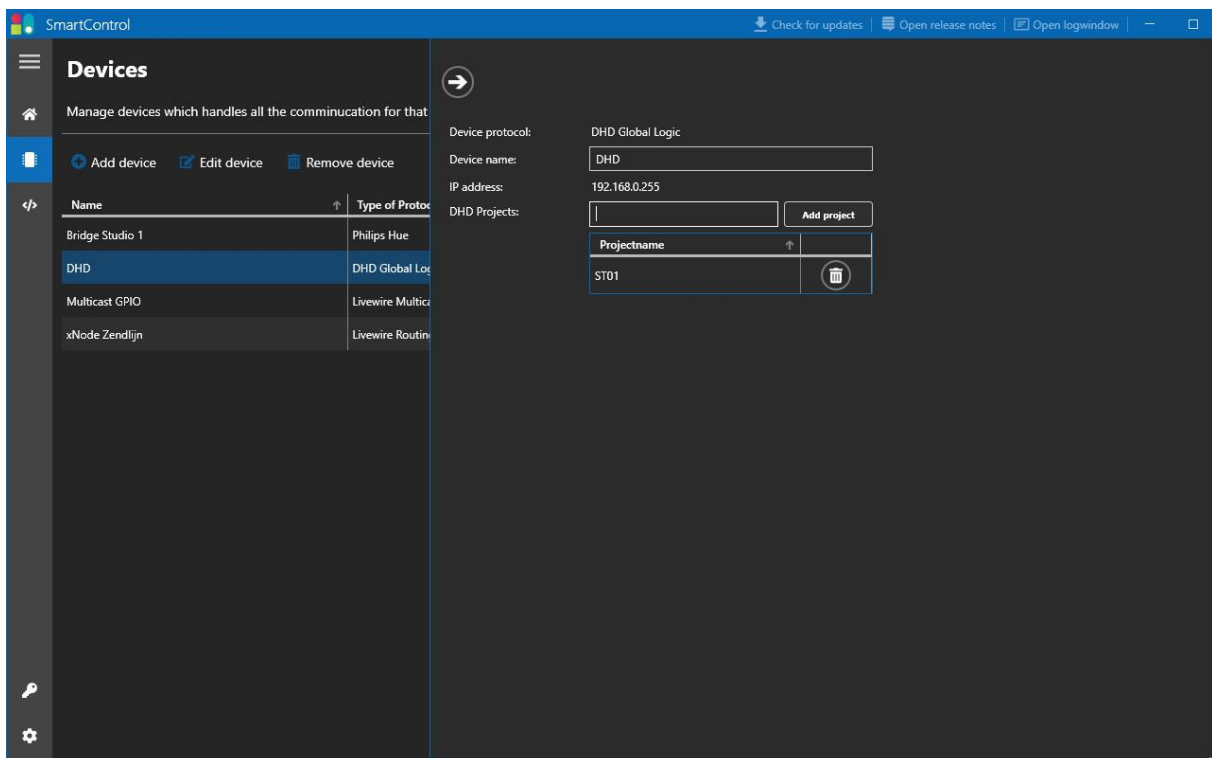 SmartControl
Check for updates
Open release notes
Open logwindow
Devices
Manage devices which handles all the comminucation for that
Add device
Edit device
Remove device
Name
Type of Protoc
Bridge Studio 1
Philips Hue
DHD
DHD Global Log
Multicast GPIO
Livewire Multica
xNode Zendlijn
Livewire Routin
Device protocol:
DHD Global Logic
Device name:
DHD
IP address:
192.168.0.255
DHD Projects:
Add project
Projectname
ST01